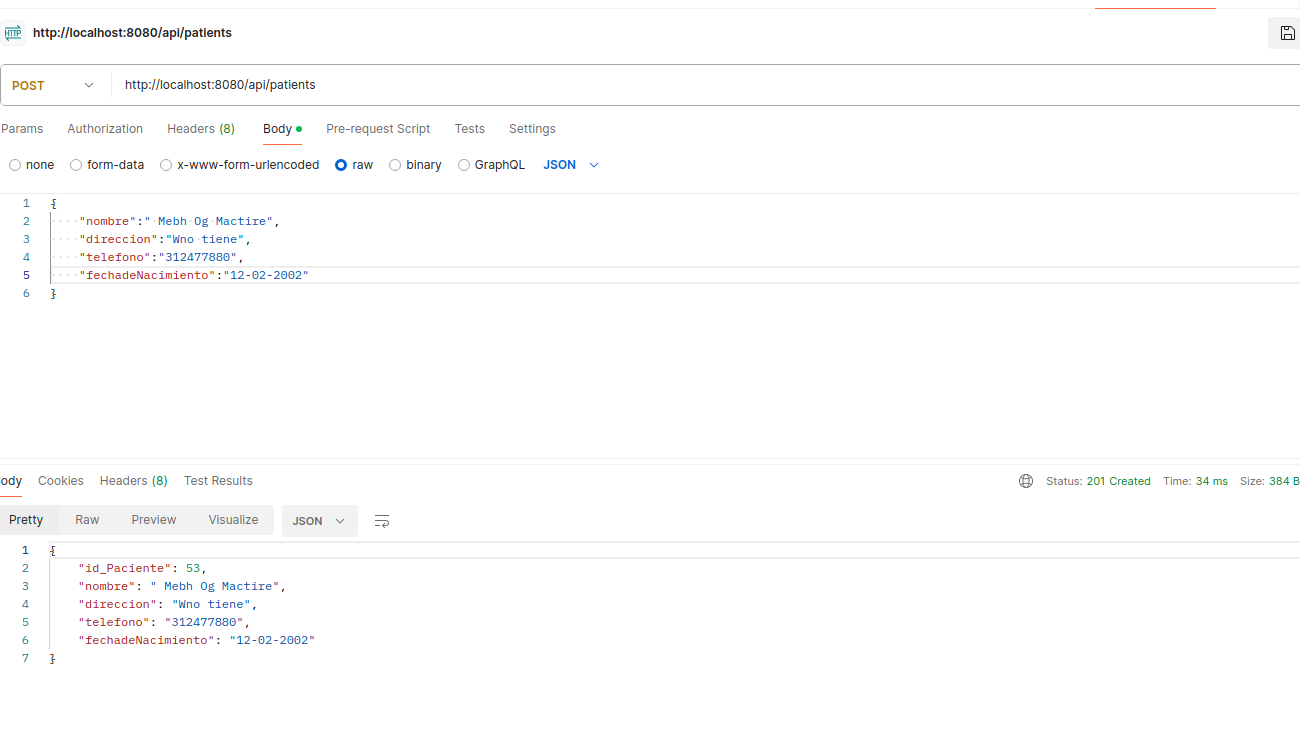 HTTP http://localhost:8080/api/patients
POST http://localhost:8080/api/patients
Params Authorization Headers (8) Body Pre-request Script Tests Settings
none form-data x-www-form-urlencoded raw binary GraphQL JSON
1 {
2 ····"nombre":"·Mebh·Og·Mactire",
3 ····"direccion":"Wno·tiene",
4 ····"telefono":"312477880",
5 ····"fechadeNacimiento":"12-02-2002"
6 }
ody Cookies Headers (8) Test Results Status: 201 Created Time: 34 ms Size: 384 B
Pretty Raw Preview Visualize JSON
1 {
2 "id_Paciente": 53,
3 "nombre": " Mebh Og Mactire",
4 "direccion": "Wno tiene",
5 "telefono": "312477880",
6 "fechadeNacimiento": "12-02-2002"
7 }